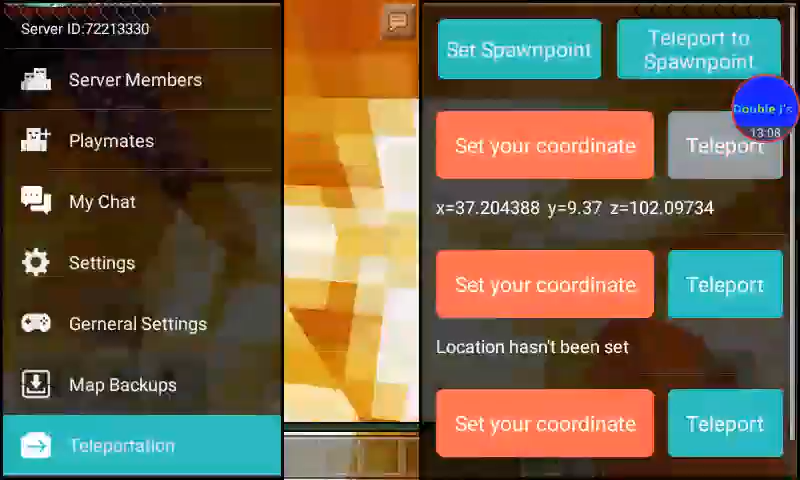 Server ID:72213330
Server Members
Playmates
My Chat
Settings
Gerneral Settings
Map Backups
Teleportation
Set Spawnpoint
Teleport to
Spawnpoint
Double j's
13:08
Set your coordinate
Teleport
x=37.204388 y=9.37 z=102.09734
Set your coordinate
Teleport
Location hasn't been set
Set your coordinate
Teleport